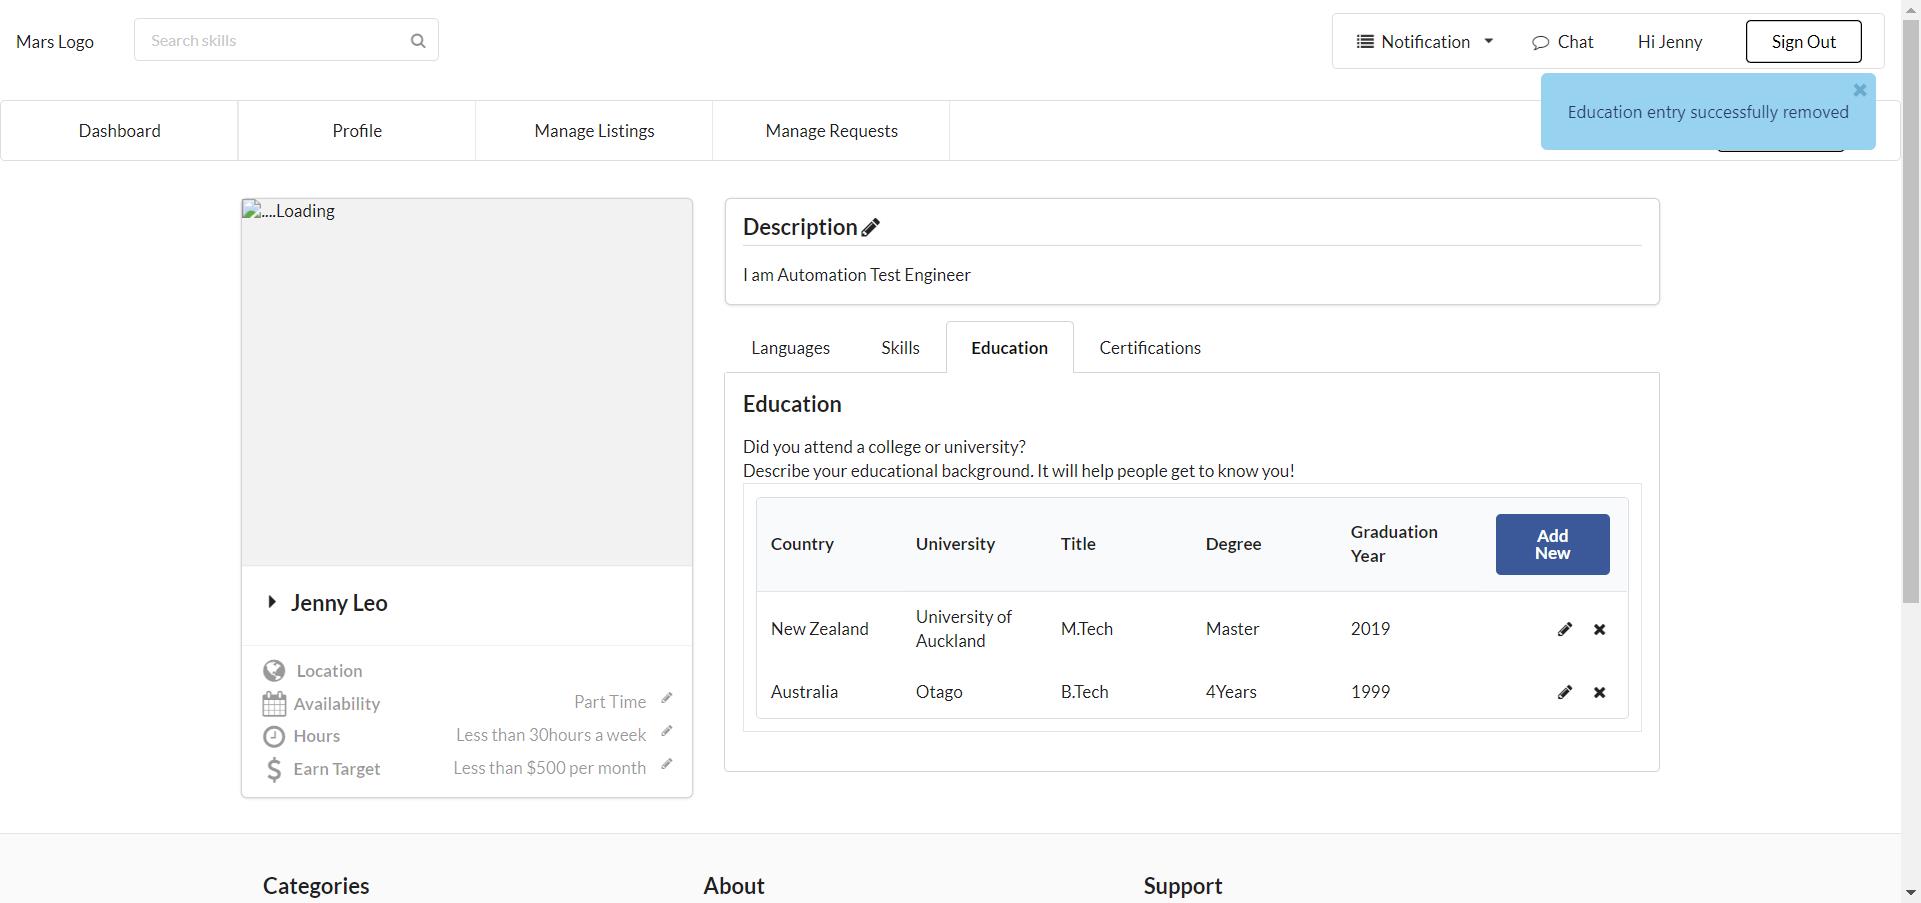 Mars Logo
Search skills
Notification
Chat
Hi Jenny
Sign Out
Education entry successfully removed
Dashboard
Profile
Manage Listings
Manage Requests
....Loading
Description
I am Automation Test Engineer
Languages
Skills
Education
Certifications
Education
Did you attend a college or university?
Describe your educational background. It will help people get to know you!
Country
University
Title
Degree
Graduation
Year
Add
New
New Zealand
University of
Auckland
M.Tech
Master
2019
Australia
Otago
B.Tech
4Years
1999
Jenny Leo
Location
Availability
Part Time
Hours
Less than 30hours a week
Earn Target
Less than $500 per month
Categories
About
Support